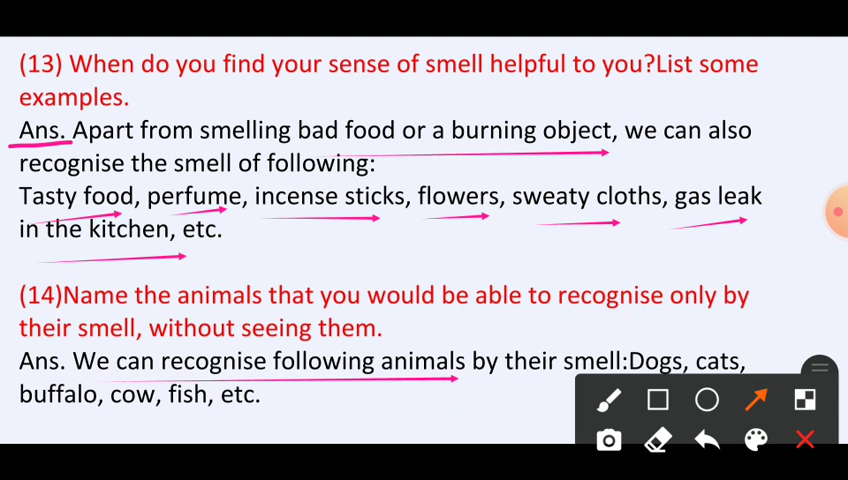 (13) When do you find your sense of smell helpful to you?List some
examples.
Ans. Apart from smelling bad food or a burning object, we can also
recognise the smell of following:
Tasty food, perfume, incense sticks, flowers, sweaty cloths, gas leak
in the kitchen, etc.
(14)Name the animals that you would be able to recognise only by
their smell, without seeing them.
Ans. We can recognise following animals by their smell:Dogs, cats,
buffalo, cow, fish, etc.